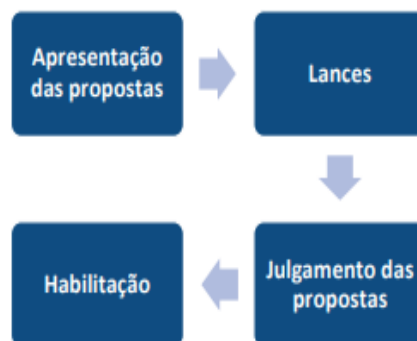 Apresentação
das propostas
Lances
Julgamento das
propostas
Habilitação